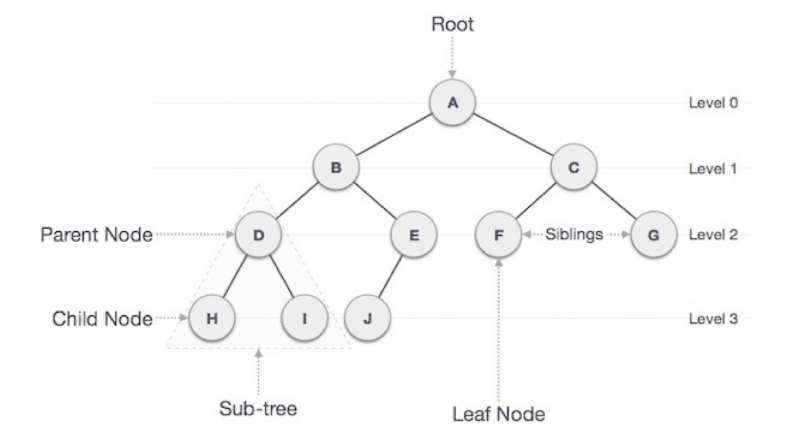 Root
A
Level 0
B
C
Level 1
Parent Node
D
E
F
Siblings
G
Level 2
Child Node
H
I
J
Level 3
Sub-tree
Leaf Node